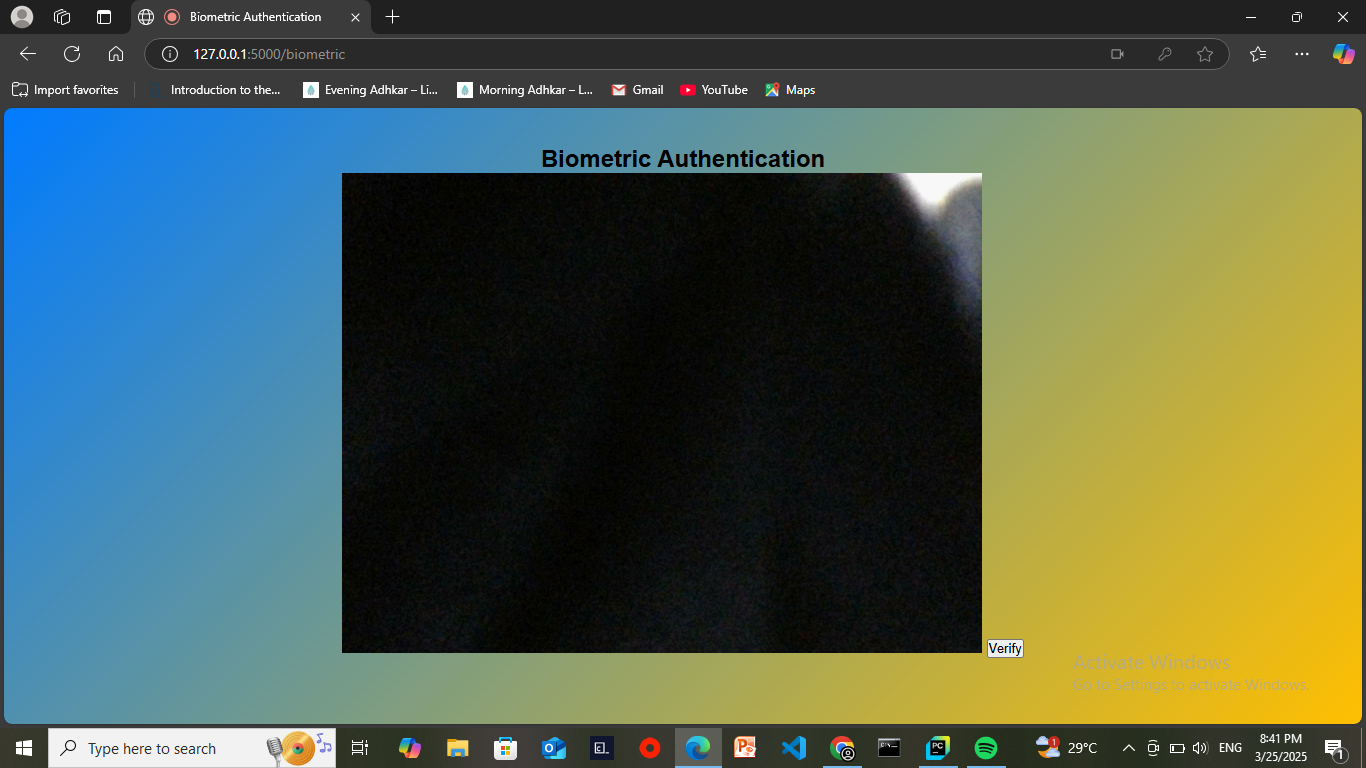 Biometric Authentication
127.0.0.1:5000/biometric
Import favorites
Introduction to the...
Evening Adhkar – Li...
Morning Adhkar – L...
Gmail
YouTube
Maps
Biometric Authentication
Verify
Activate Windows
Go to Settings to activate Windows.
Type here to search
29°C
ENG
8:41 PM
3/25/2025